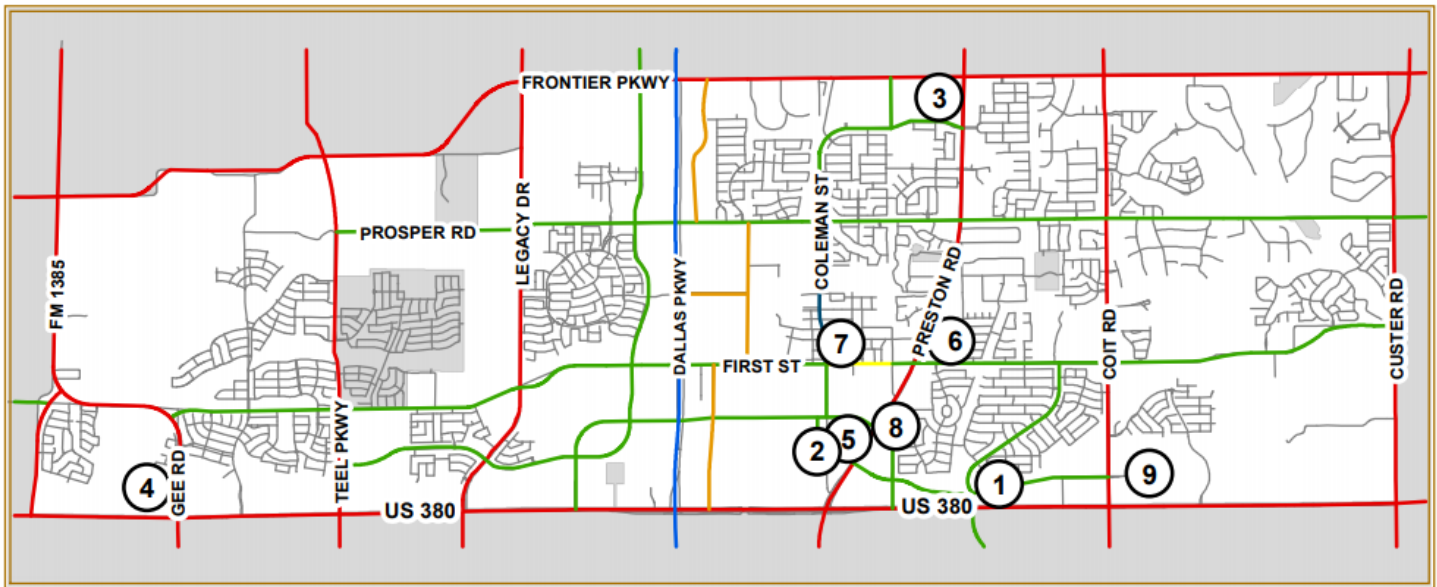 FRONTIER PKWY
3
PROSPER RD
LEGACY DR
COLEMAN ST
DALLAS PKWY
PRESTON RD
FM 1385
COIT RD
CUSTER RD
7
6
FIRST ST
TEEL PKWY
GEE RD
4
2
5
8
1
9
US 380
US 380